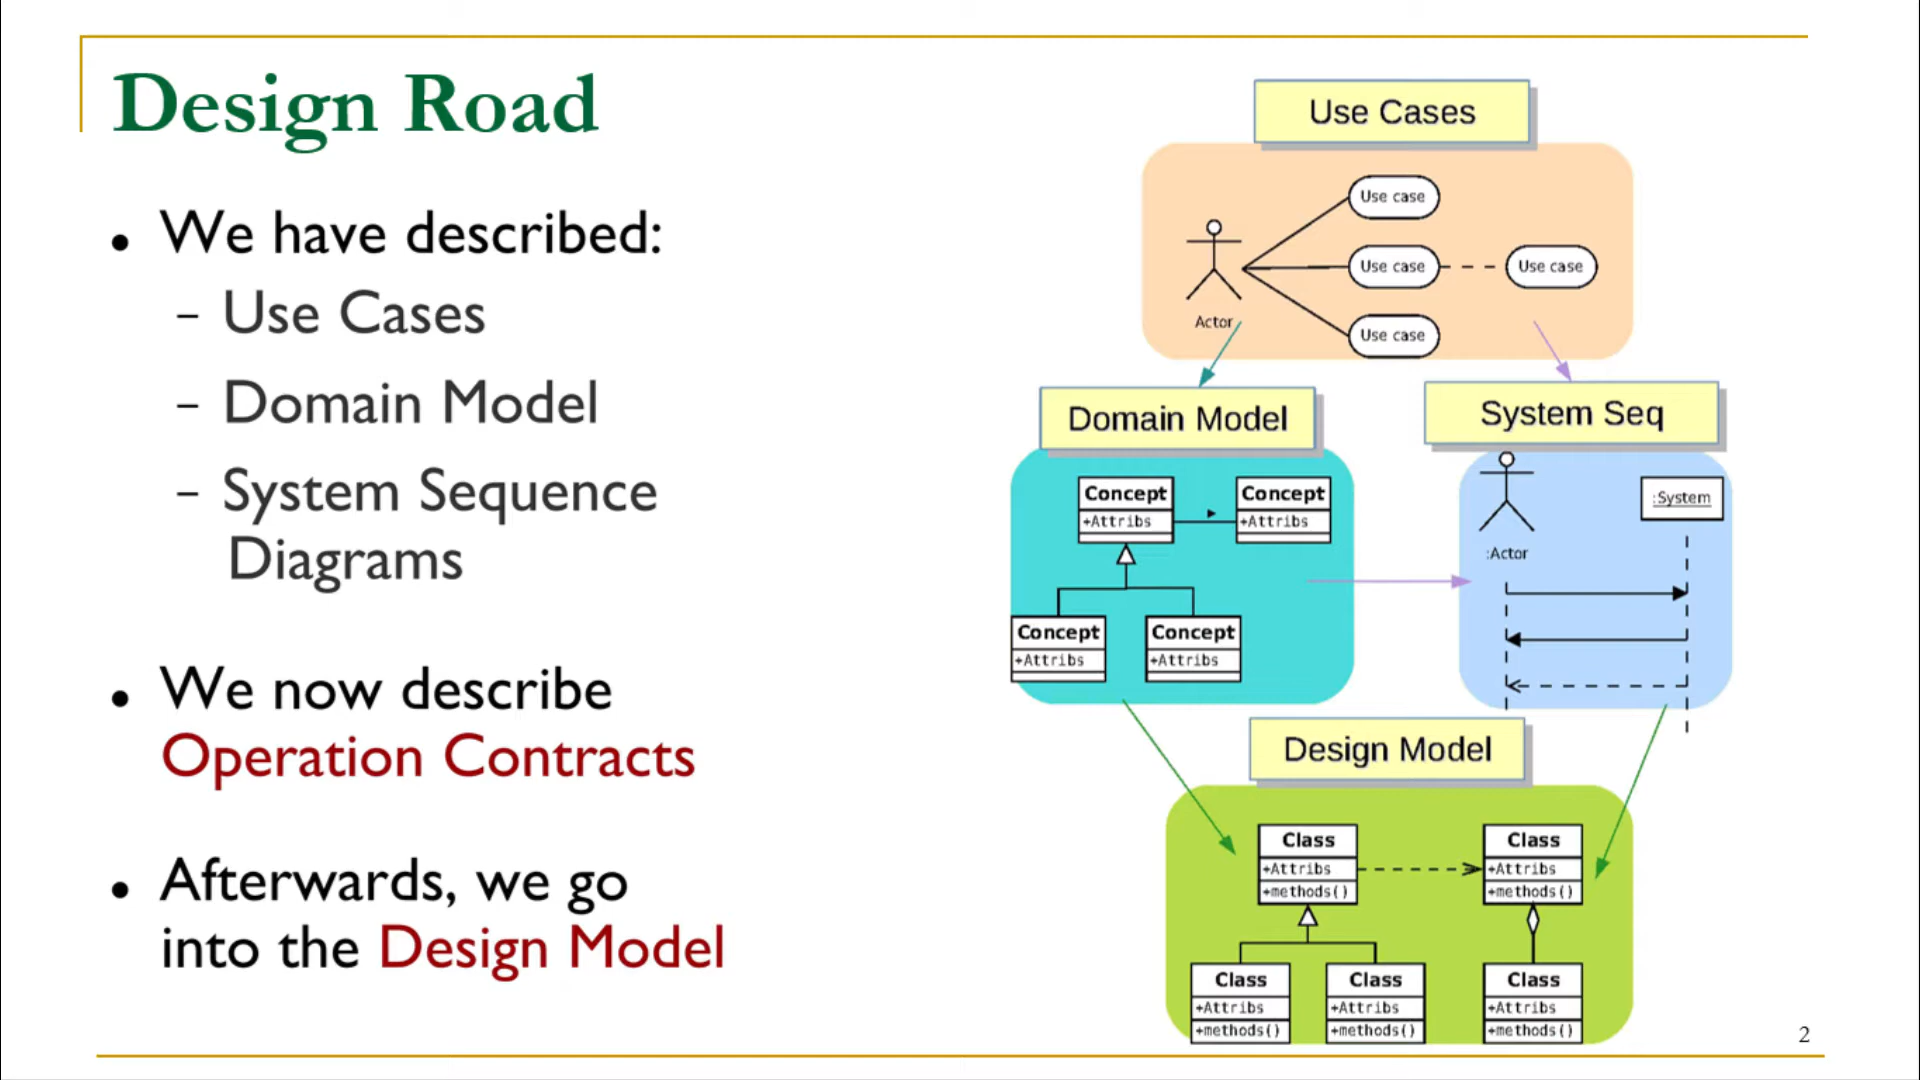 Design Road
● We have described:
– Use Cases
– Domain Model
– System Sequence
Diagrams
● We now describe
Operation Contracts
● Afterwards, we go
into the Design Model
Use Cases
Use case
Use case
Use case
Use case
Actor
Domain Model
Concept
+Attribs
Concept
+Attribs
Concept
+Attribs
Concept
+Attribs
System Seq
:System
:Actor
Design Model
Class
+Attribs
+methods()
Class
+Attribs
+methods()
Class
+Attribs
+methods()
Class
+Attribs
+methods()
Class
+Attribs
+methods()
2